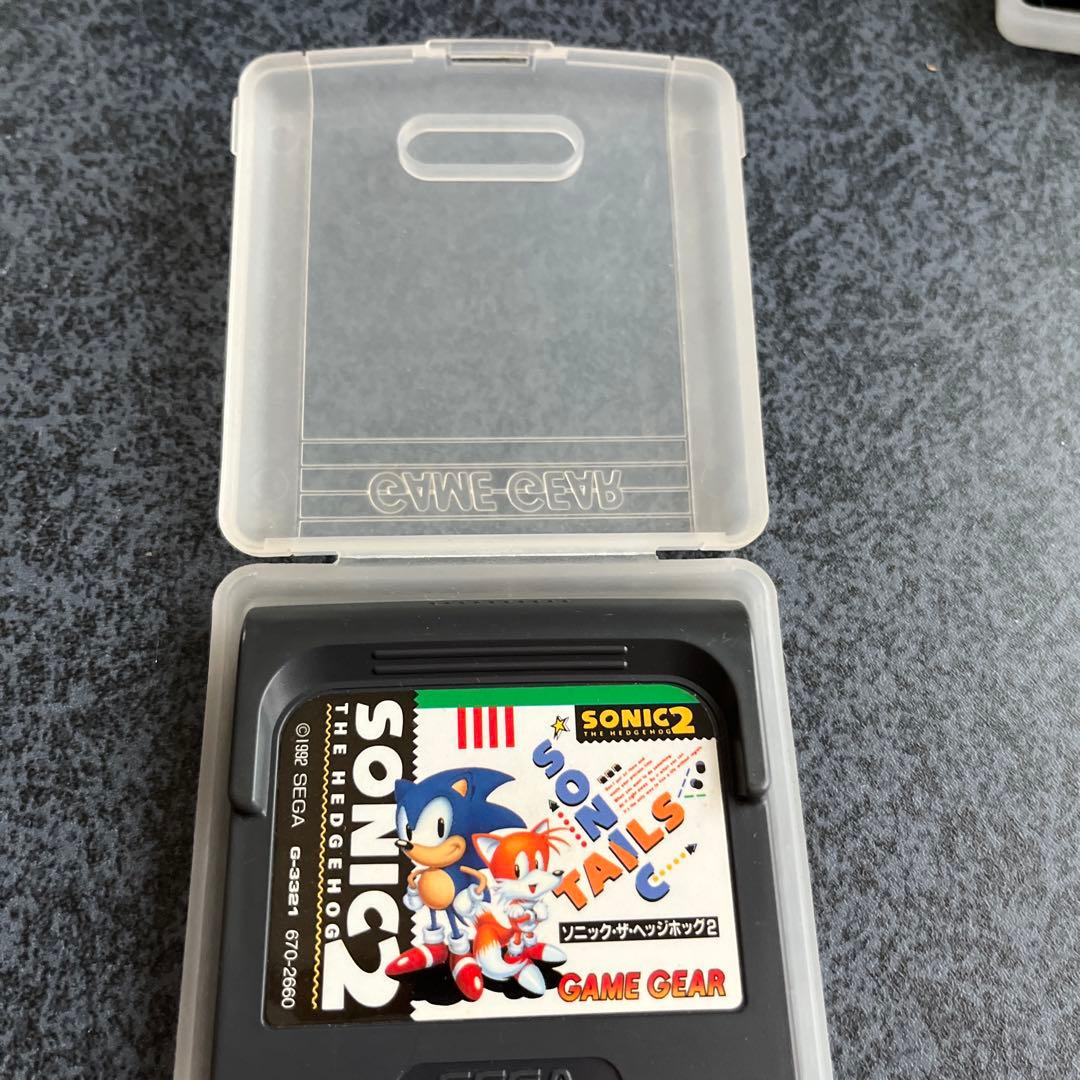 GAME GEAR
SONIC 2
THE HEDGEHOG
©1992 SEGA G-3321 670-2660
SONIC 2
THE HEDGEHOG
SONIC
TAILS
ソニック・ザ・ヘッジホッグ2
GAME GEAR
SEGA